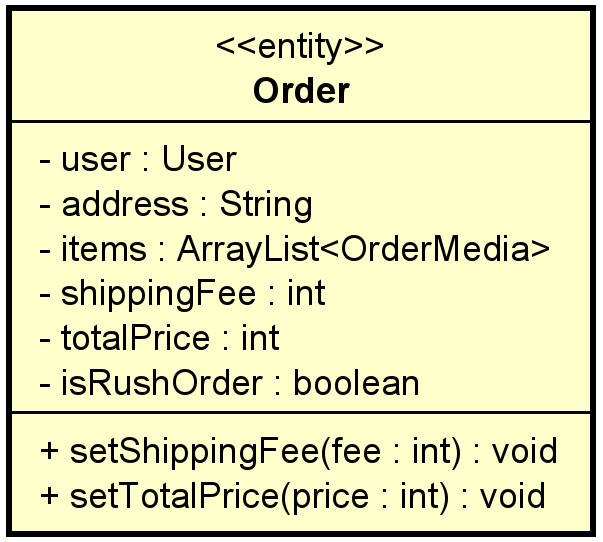 <<entity>>
Order
- user : User
- address : String
- items : ArrayList<OrderMedia>
- shippingFee : int
- totalPrice : int
- isRushOrder : boolean
+ setShippingFee(fee : int) : void
+ setTotalPrice(price : int) : void